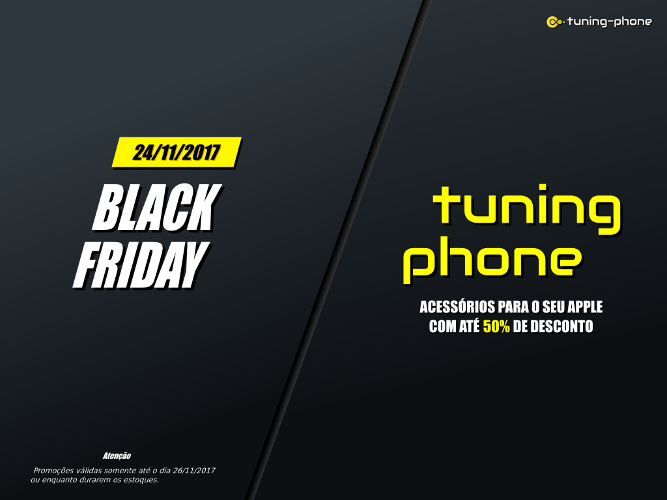 tuning-phone
24/11/2017
BLACK
FRIDAY
tuning
phone
ACESSÓRIOS PARA O SEU APPLE
COM ATÉ 50% DE DESCONTO
Atenção
Promoções válidas somente até o dia 26/11/2017
ou enquanto durarem os estoques.